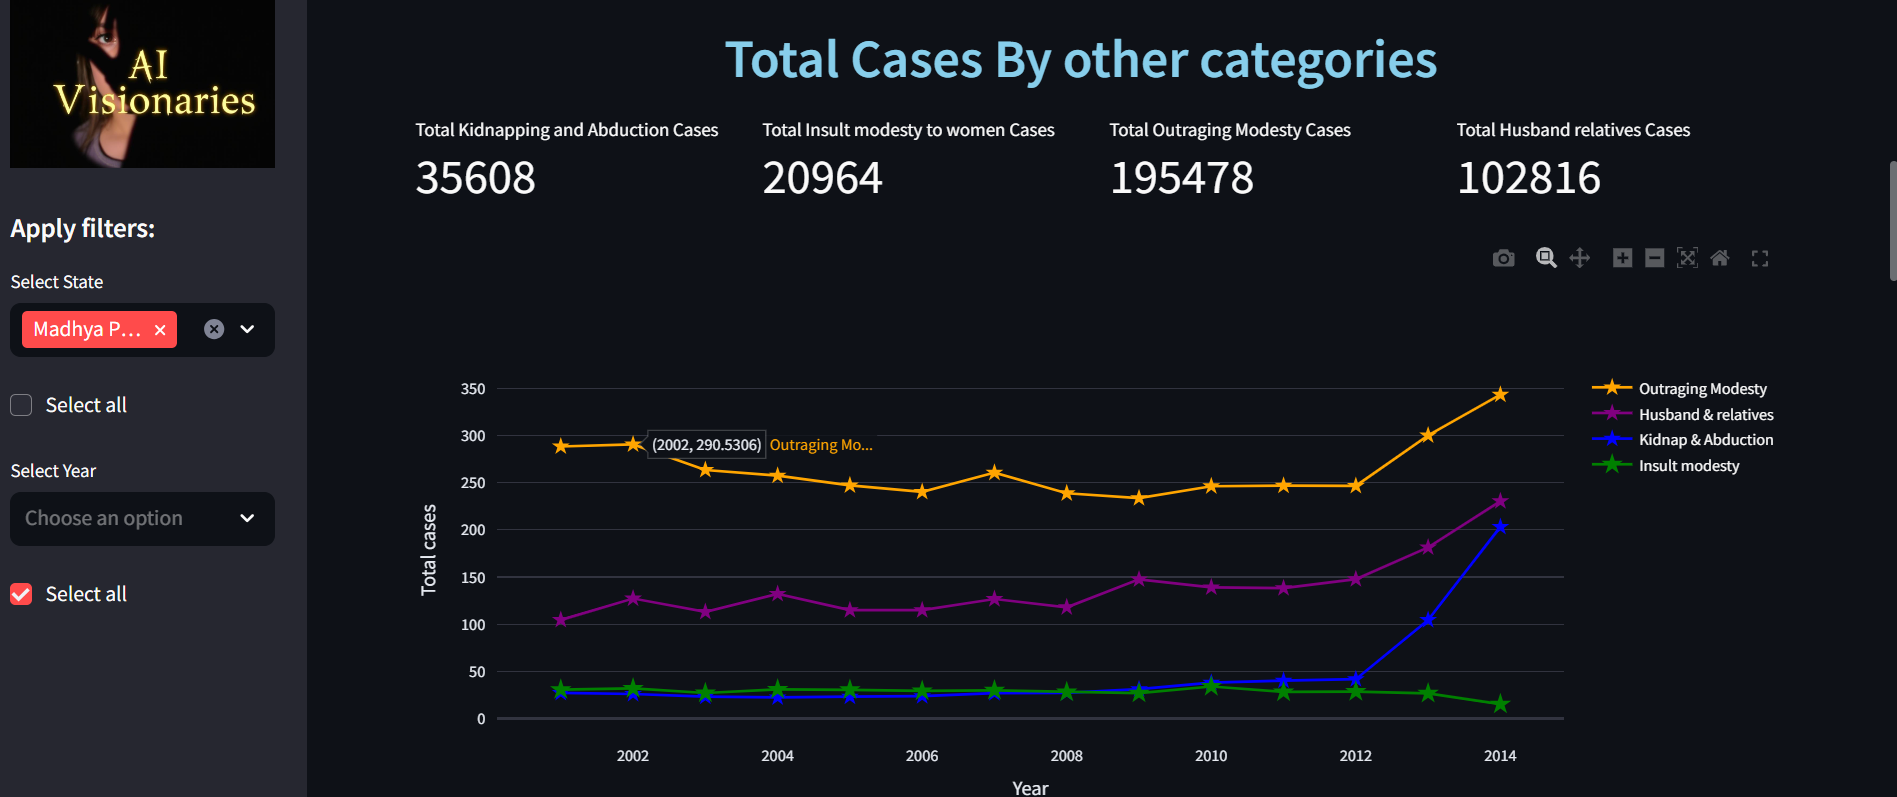 AI
Visionaries
Apply filters:
Select State
Madhya P...
Select all
Select Year
Choose an option
Select all
Total Cases By other categories
Total Kidnapping and Abduction Cases
35608
Total Insult modesty to women Cases
20964
Total Outraging Modesty Cases
195478
Total Husband relatives Cases
102816
350
300
250
200
150
100
50
0
Total cases
(2002, 290.5306) Outraging Mo...
2002 2004 2006 2008 2010 2012 2014
Year
Outraging Modesty
Husband & relatives
Kidnap & Abduction
Insult modesty